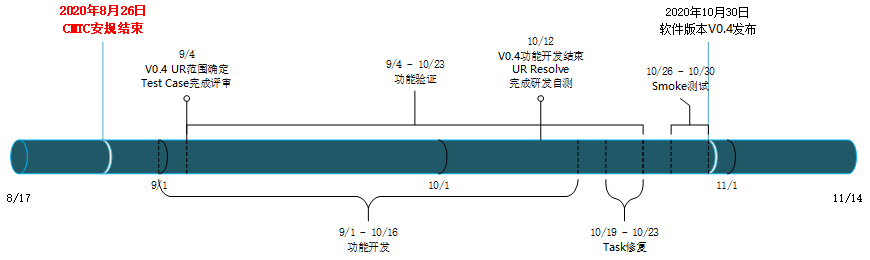 2020年8月26日
CMTC安规结束
9/4
V0.4 UR范围确定
Test Case完成评审
9/4 - 10/23
功能验证
10/12
V0.4功能开发结束
UR Resolve
完成研发自测
2020年10月30日
软件版本V0.4发布
10/26 - 10/30
Smoke测试
8/17
9/1
10/1
11/1
11/14
9/1 - 10/16
功能开发
10/19 - 10/23
Task修复